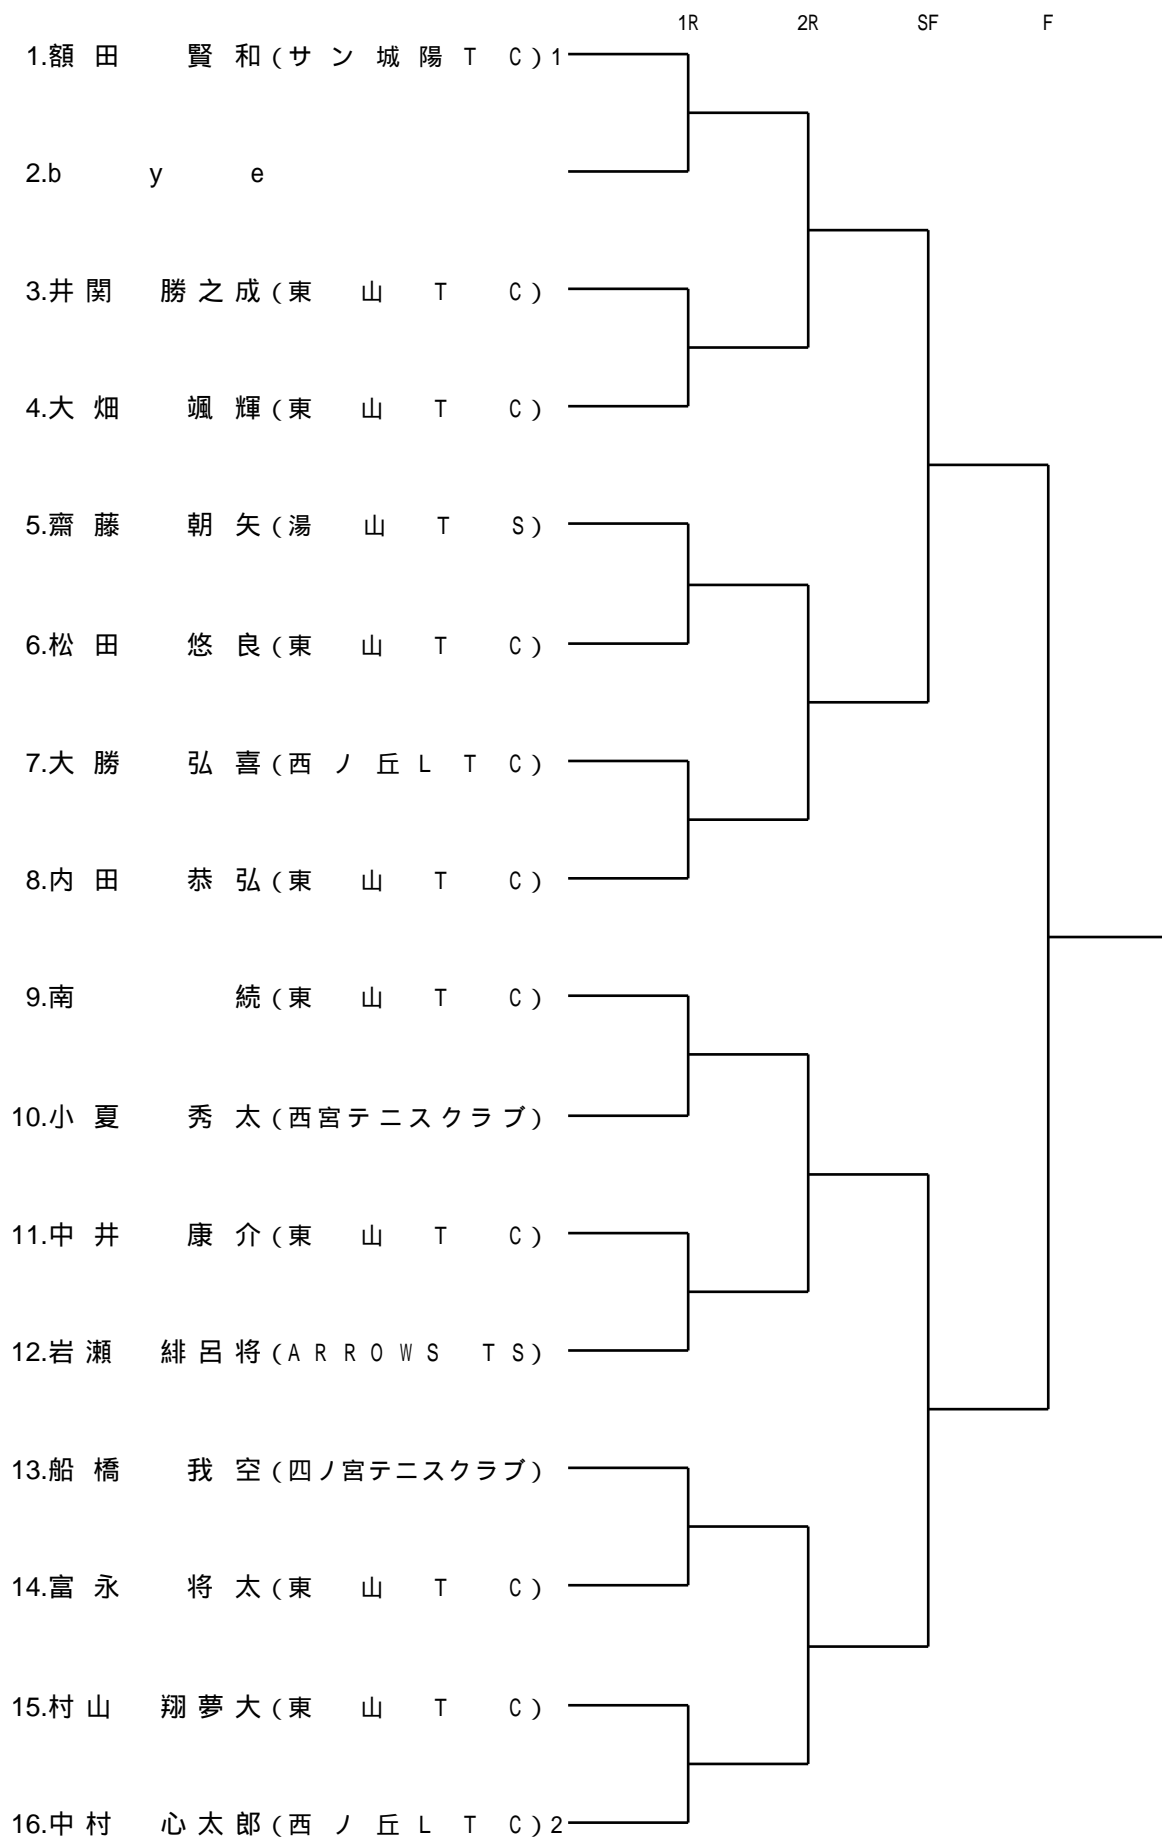 1R 2R SF F
1.額田 賢和(サン城陽TC)1
2.bye
3.井関 勝之成(東山TC)
4.大畑 颯輝(東山TC)
5.齋藤 朝矢(湯山TS)
6.松田 悠良(東山TC)
7.大勝 弘喜(西ノ丘LTC)
8.内田 恭弘(東山TC)
9.南 続(東山TC)
10.小夏 秀太(西宮テニスクラブ)
11.中井 康介(東山TC)
12.岩瀬 緋呂将(ARROWS TS)
13.船橋 我空(四ノ宮テニスクラブ)
14.富永 将太(東山TC)
15.村山 翔夢大(東山TC)
16.中村 心太郎(西ノ丘LTC)2